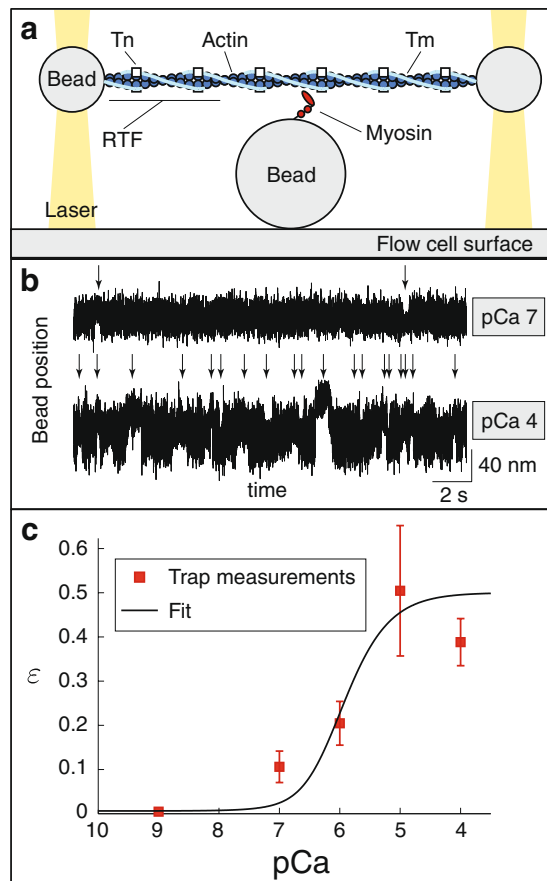 a
Tn
Actin
Tm
Bead
RTF
Myosin
Bead
Laser
Flow cell surface
b
Bead position
pCa 7
pCa 4
40 nm
time
2 s
c
0.6
Trap measurements
0.5
Fit
0.4
ε
0.3
0.2
0.1
0
10 9 7 6 5 4
pCa